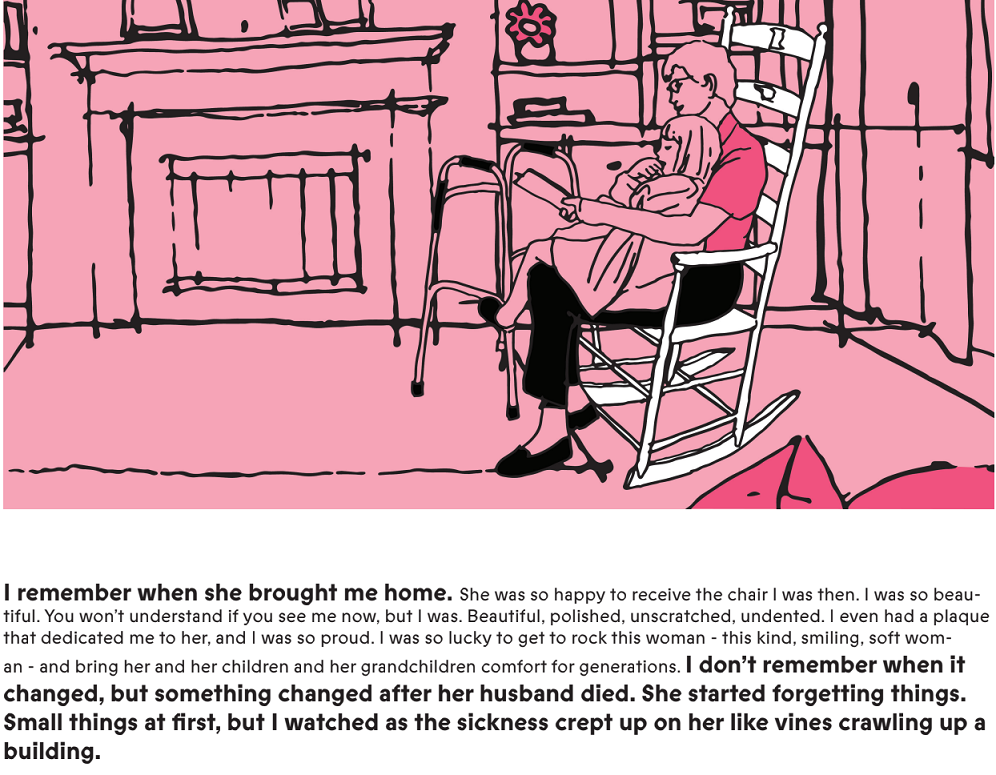 I remember when she brought me home. She was so happy to receive the chair I was then. I was so beau-
tiful. You won't understand if you see me now, but I was. Beautiful, polished, unscratched, undented. I even had a plaque
that dedicated me to her, and I was so proud. I was so lucky to get to rock this woman - this kind, smiling, soft wom-
an - and bring her and her children and her grandchildren comfort for generations. I don't remember when it
changed, but something changed after her husband died. She started forgetting things.
Small things at first, but I watched as the sickness crept up on her like vines crawling up a
building.